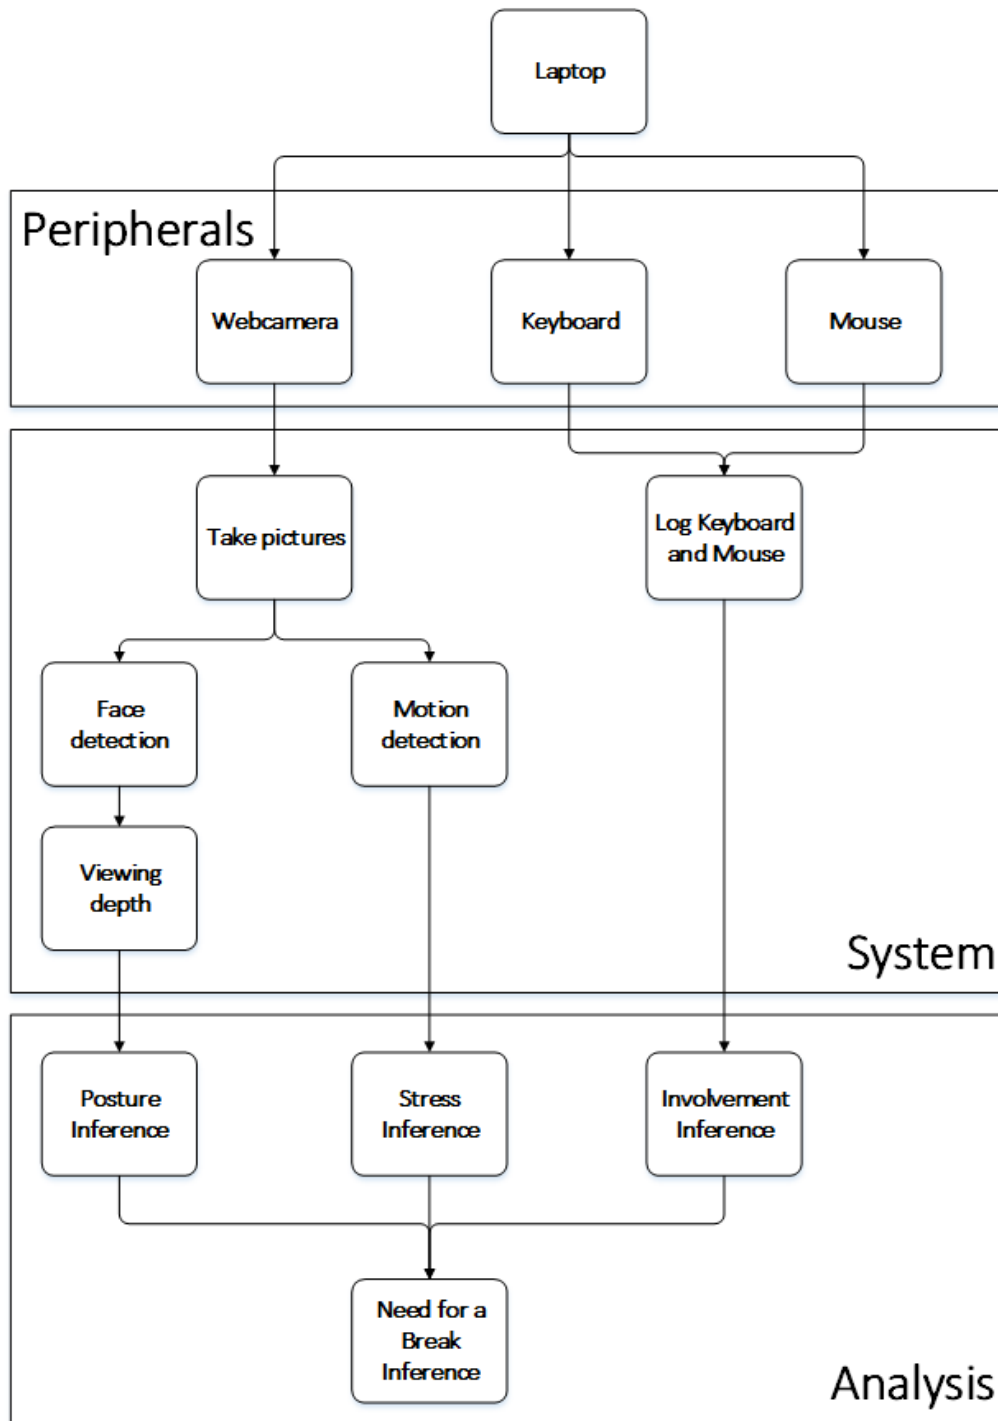 Laptop
Peripherals
Webcamera
Keyboard
Mouse
Take pictures
Log Keyboard
and Mouse
Face
detection
Motion
detection
Viewing
depth
System
Posture
Inference
Stress
Inference
Involvement
Inference
Need for a
Break
Inference
Analysis